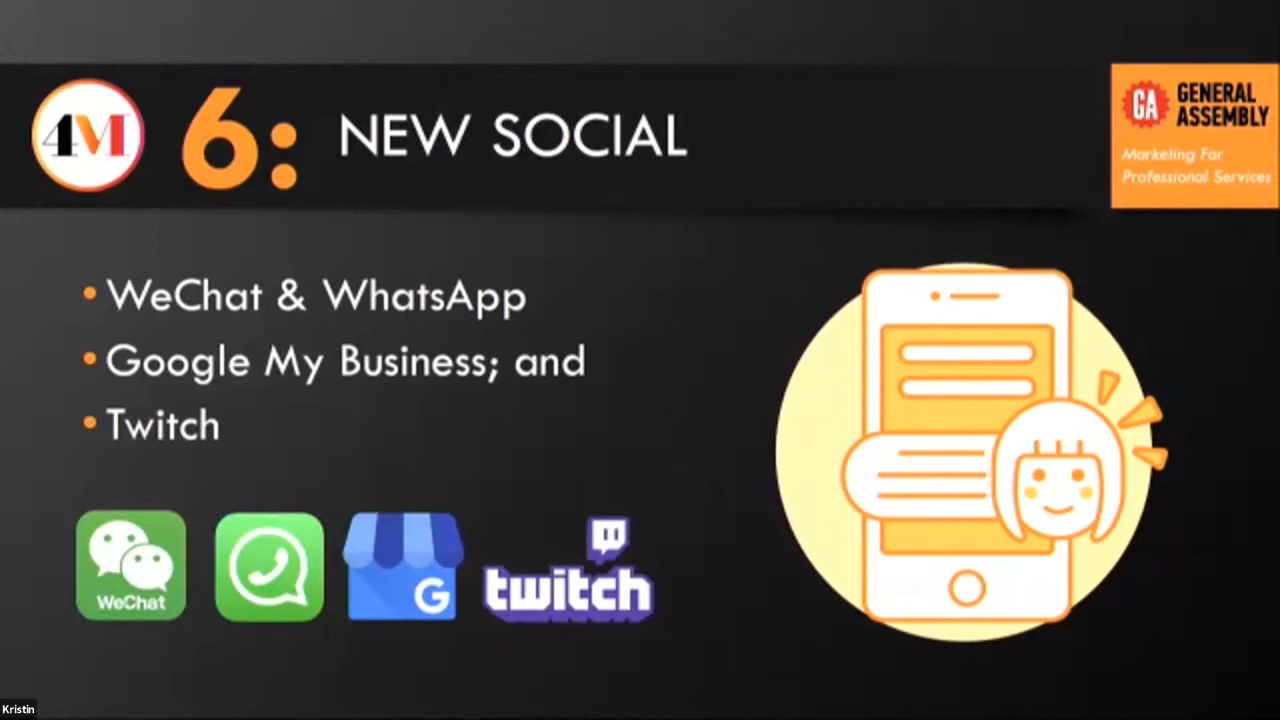 4M
6:
NEW SOCIAL
GA
GENERAL
ASSEMBLY
Marketing For
Professional Services
• WeChat & WhatsApp
• Google My Business; and
• Twitch
WeChat
G
twitch
Kristin